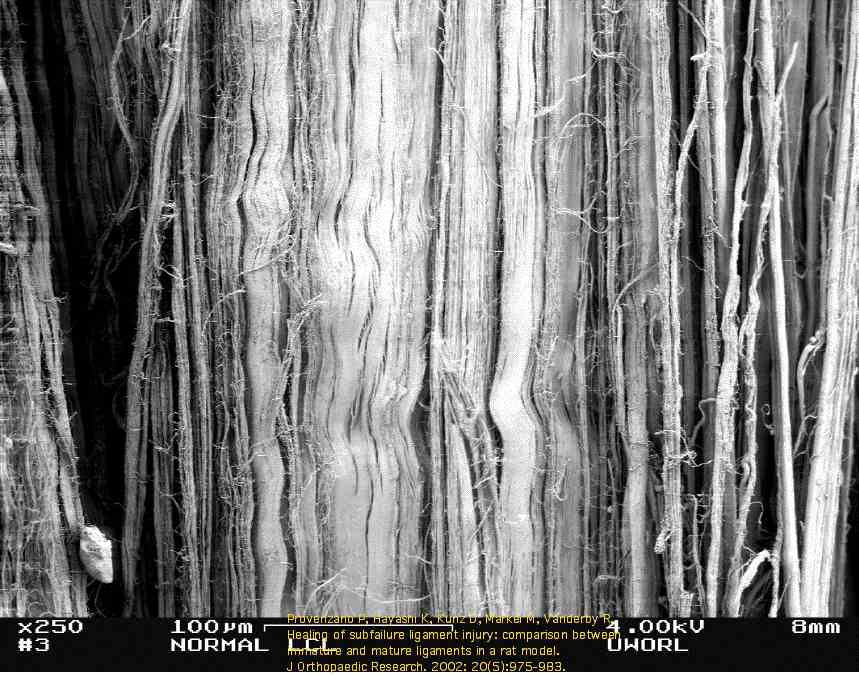 x250 100µm 4.00kV 8mm
#3 NORMAL LCL UWORL
Provenzano P, Hayashi K, Kunz D, Markel M, Vanderby R.
Healing of subfailure ligament injury: comparison between
immature and mature ligaments in a rat model.
J Orthopaedic Research. 2002; 20(5):975-983.